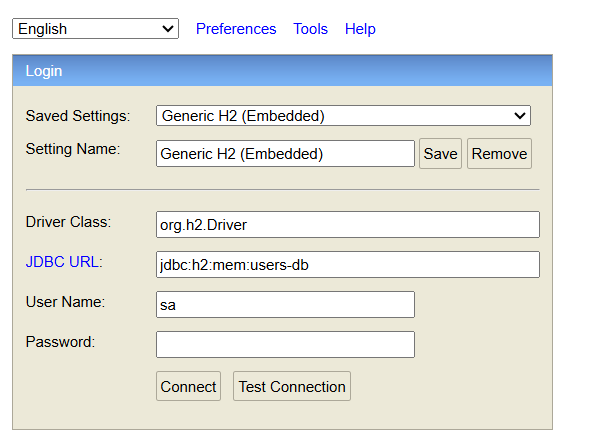 English Preferences Tools Help
Login
Saved Settings: Generic H2 (Embedded)
Setting Name: Generic H2 (Embedded) Save Remove
Driver Class: org.h2.Driver
JDBC URL: jdbc:h2:mem:users-db
User Name: sa
Password:
Connect Test Connection